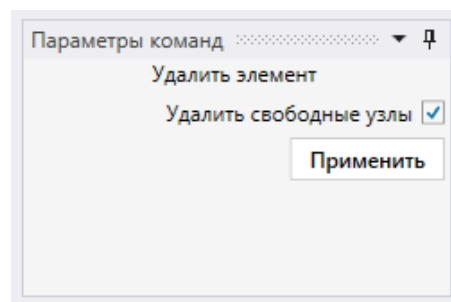 Параметры команд
Удалить элемент
Удалить свободные узлы
Применить